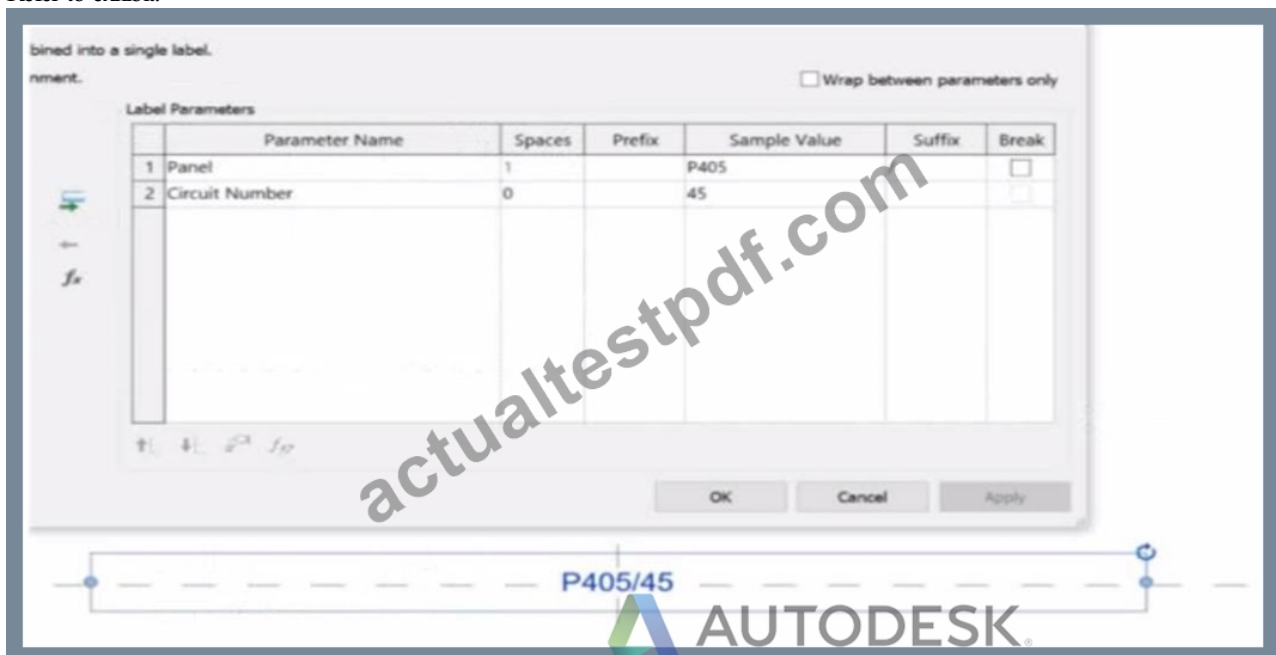 bined into a single label.
nment.
Wrap between parameters only
Label Parameters
Parameter Name Spaces Prefix Sample Value Suffix Break
1 Panel 1 P405 /
2 Circuit Number 0 45
fx
actualtestpdf.com
OK Cancel Apply
P405/45
AUTODESK.